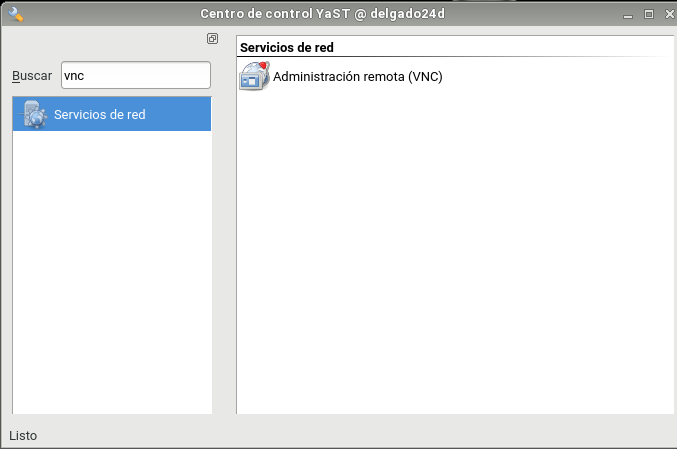 Centro de control YaST @ delgado24d
Buscar vnc
Servicios de red
Servicios de red
Administración remota (VNC)
Listo